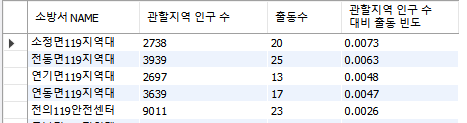 소방서 NAME 관할지역 인구 수 출동수 관할지역 인구 수
대비 출동 빈도
소정면119지역대 2738 20 0.0073
전동면119지역대 3939 25 0.0063
연기면119지역대 2697 13 0.0048
연동면119지역대 3639 17 0.0047
전의119안전센터 9011 23 0.0026